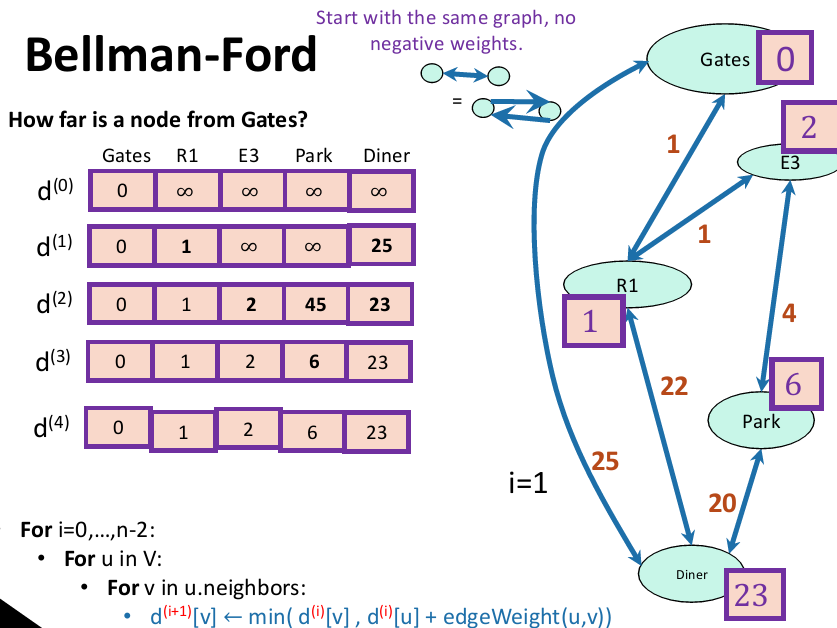 Start with the same graph, no
negative weights.
Bellman-Ford
=
How far is a node from Gates?
Gates R1 E3 Park Diner
d(0) 0 ∞ ∞ ∞ ∞
d(1) 0 1 ∞ ∞ 25
d(2) 0 1 2 45 23
d(3) 0 1 2 6 23
d(4) 0 1 2 6 23
Gates 0
2
E3
1
1
R1
1
4
22
6
Park
25
i=1
20
Diner
23
For i=0,...,n-2:
• For u in V:
• For v in u.neighbors:
• d(i+1)[v] ← min( d(i)[v] , d(i)[u] + edgeWeight(u,v))